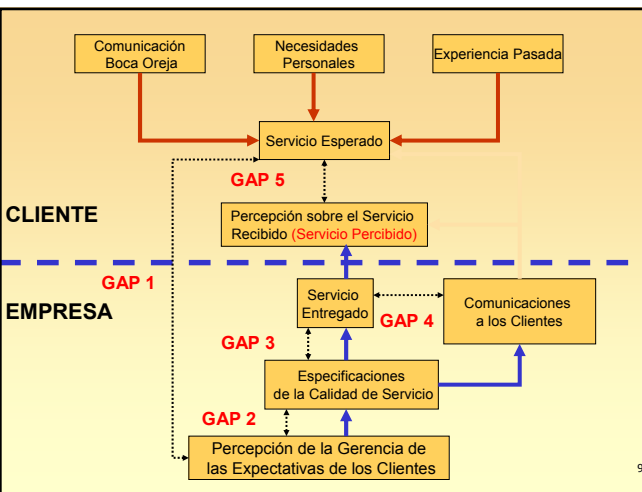 Comunicación
Boca Oreja
Necesidades
Personales
Experiencia Pasada
Servicio Esperado
GAP 5
CLIENTE
Percepción sobre el Servicio
Recibido (Servicio Percibido)
GAP 1
EMPRESA
Servicio
Entregado
GAP 4
Comunicaciones
a los Clientes
GAP 3
Especificaciones
de la Calidad de Servicio
GAP 2
Percepción de la Gerencia de
las Expectativas de los Clientes
9